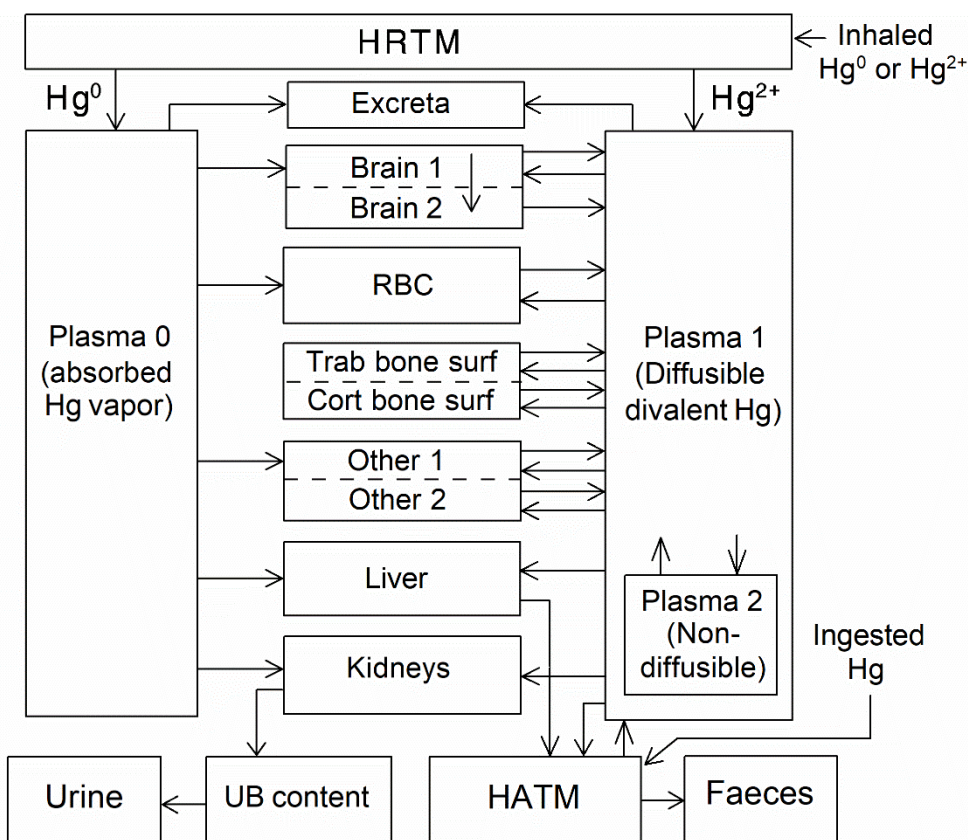 HRTM
Inhaled
Hg⁰ or Hg²⁺
Hg⁰
Excreta
Hg²⁺
Brain 1
Brain 2
RBC
Plasma 0
(absorbed
Hg vapor)
Plasma 1
(Diffusible
divalent Hg)
Trab bone surf
Cort bone surf
Other 1
Other 2
Liver
Plasma 2
(Non-
diffusible)
Ingested
Hg
Kidneys
Urine
UB content
HATM
Faeces